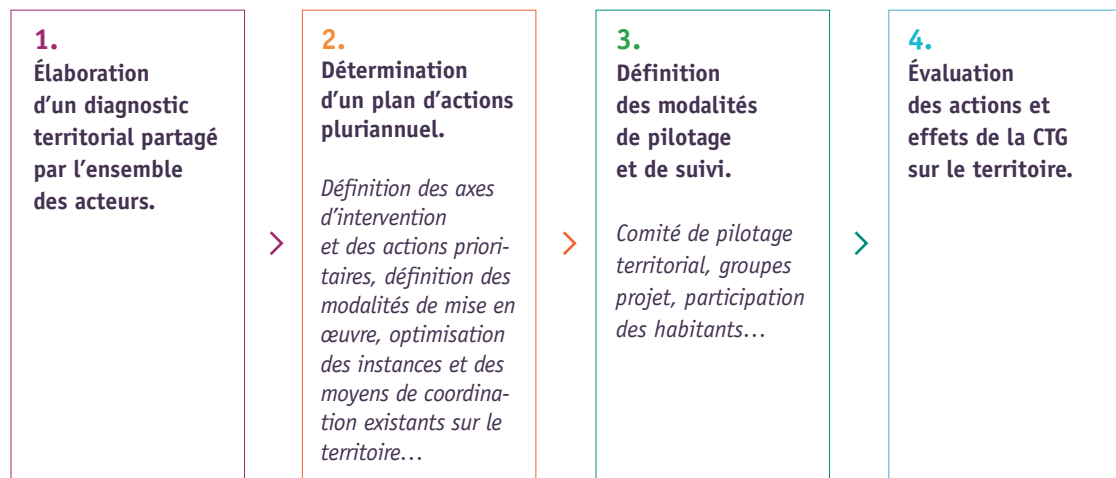 1.
Élaboration
d'un diagnostic
territorial partagé
par l'ensemble
des acteurs.
>
2.
Détermination
d'un plan d'actions
pluriannuel.
Définition des axes
d'intervention
et des actions priori-
taires, définition des
modalités de mise en
œuvre, optimisation
des instances et des
moyens de coordina-
tion existants sur le
territoire…
>
3.
Définition
des modalités
de pilotage
et de suivi.
Comité de pilotage
territorial, groupes
projet, participation
des habitants…
>
4.
Évaluation
des actions et
effets de la CTG
sur le territoire.